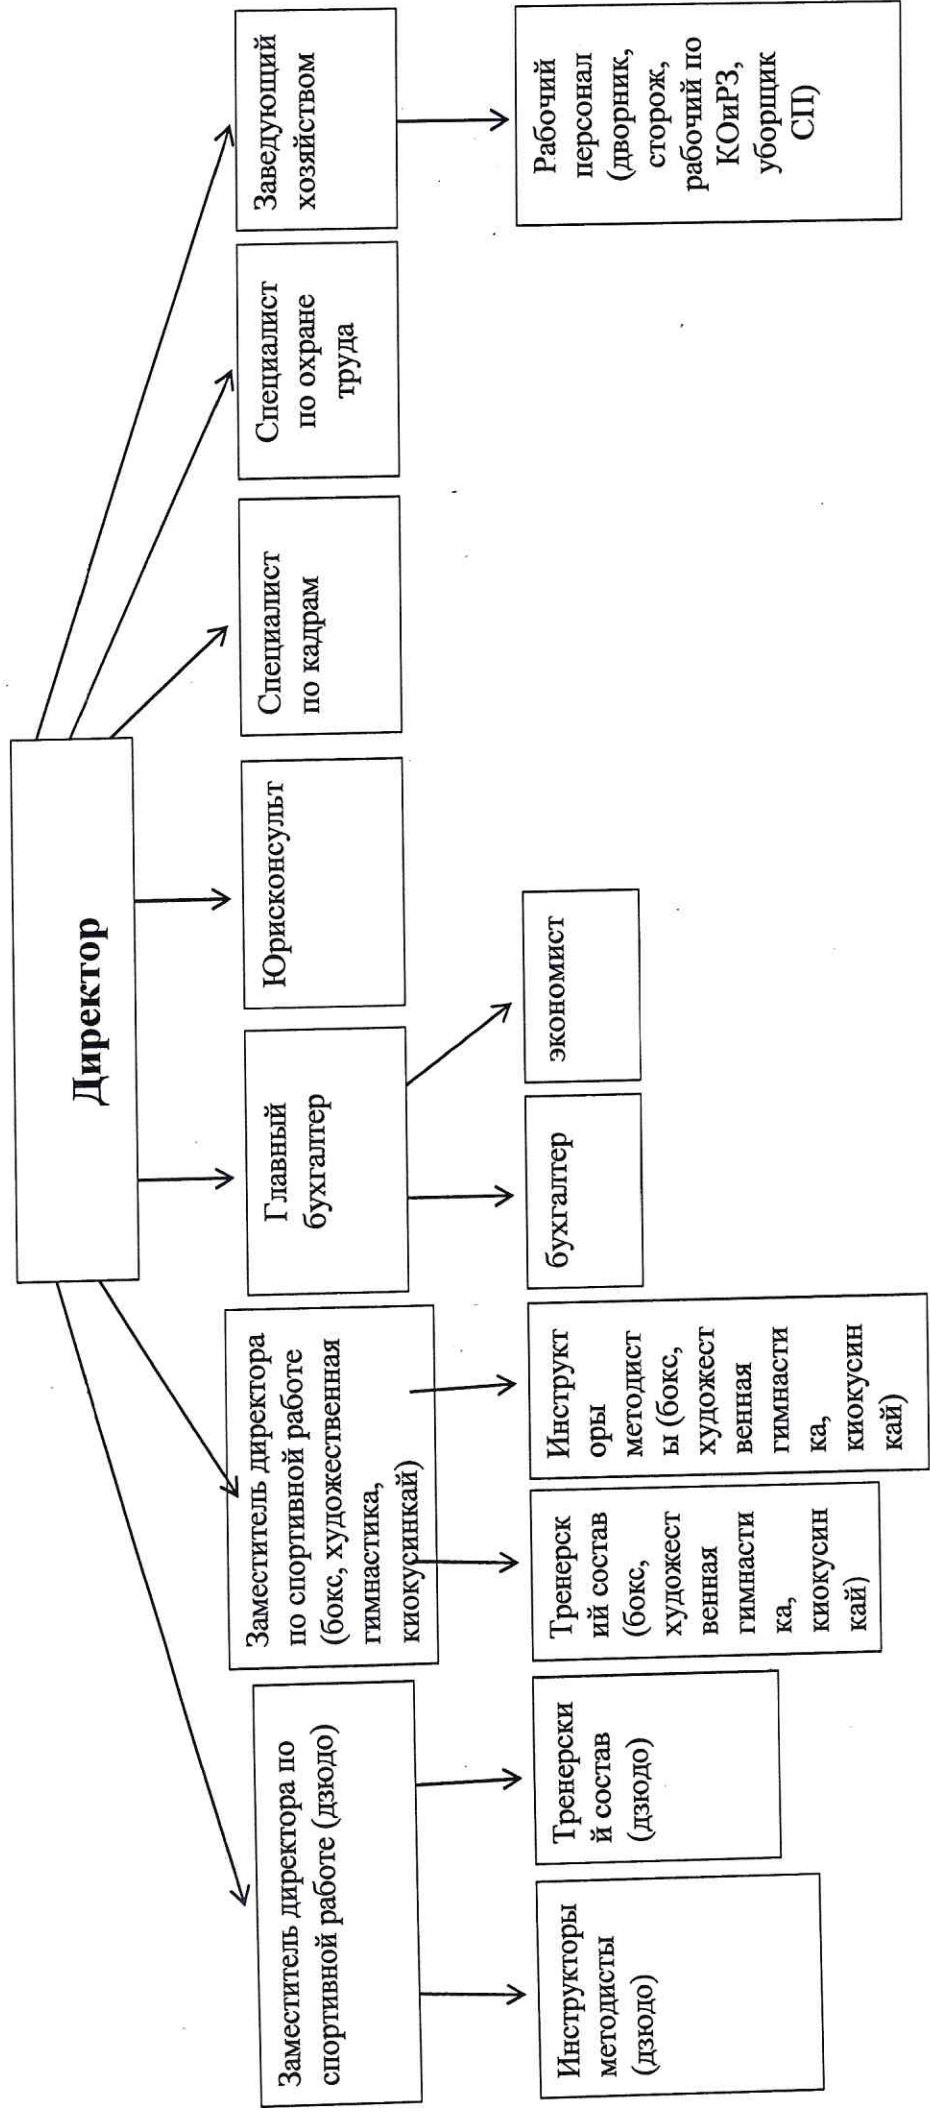 Директор
Заместитель директора по
спортивной работе (дзюдо)
Заместитель директора
по спортивной работе
(бокс, художественная
гимнастика,
киокусинкай)
Главный
бухгалтер
Юрисконсульт
Специалист
по кадрам
Специалист
по охране
труда
Заведующий
хозяйством
Инструкторы
методисты
(дзюдо)
Тренерски
й состав
(дзюдо)
Тренерск
ий состав
(бокс,
художест
венная
гимнасти
ка,
киокусин
кай)
Инструкт
оры
методист
ы (бокс,
художест
венная
гимнасти
ка,
киокусин
кай)
бухгалтер
экономист
Рабочий
персонал
(дворник,
сторож,
рабочий по
КОиРЗ,
уборщик
СП)